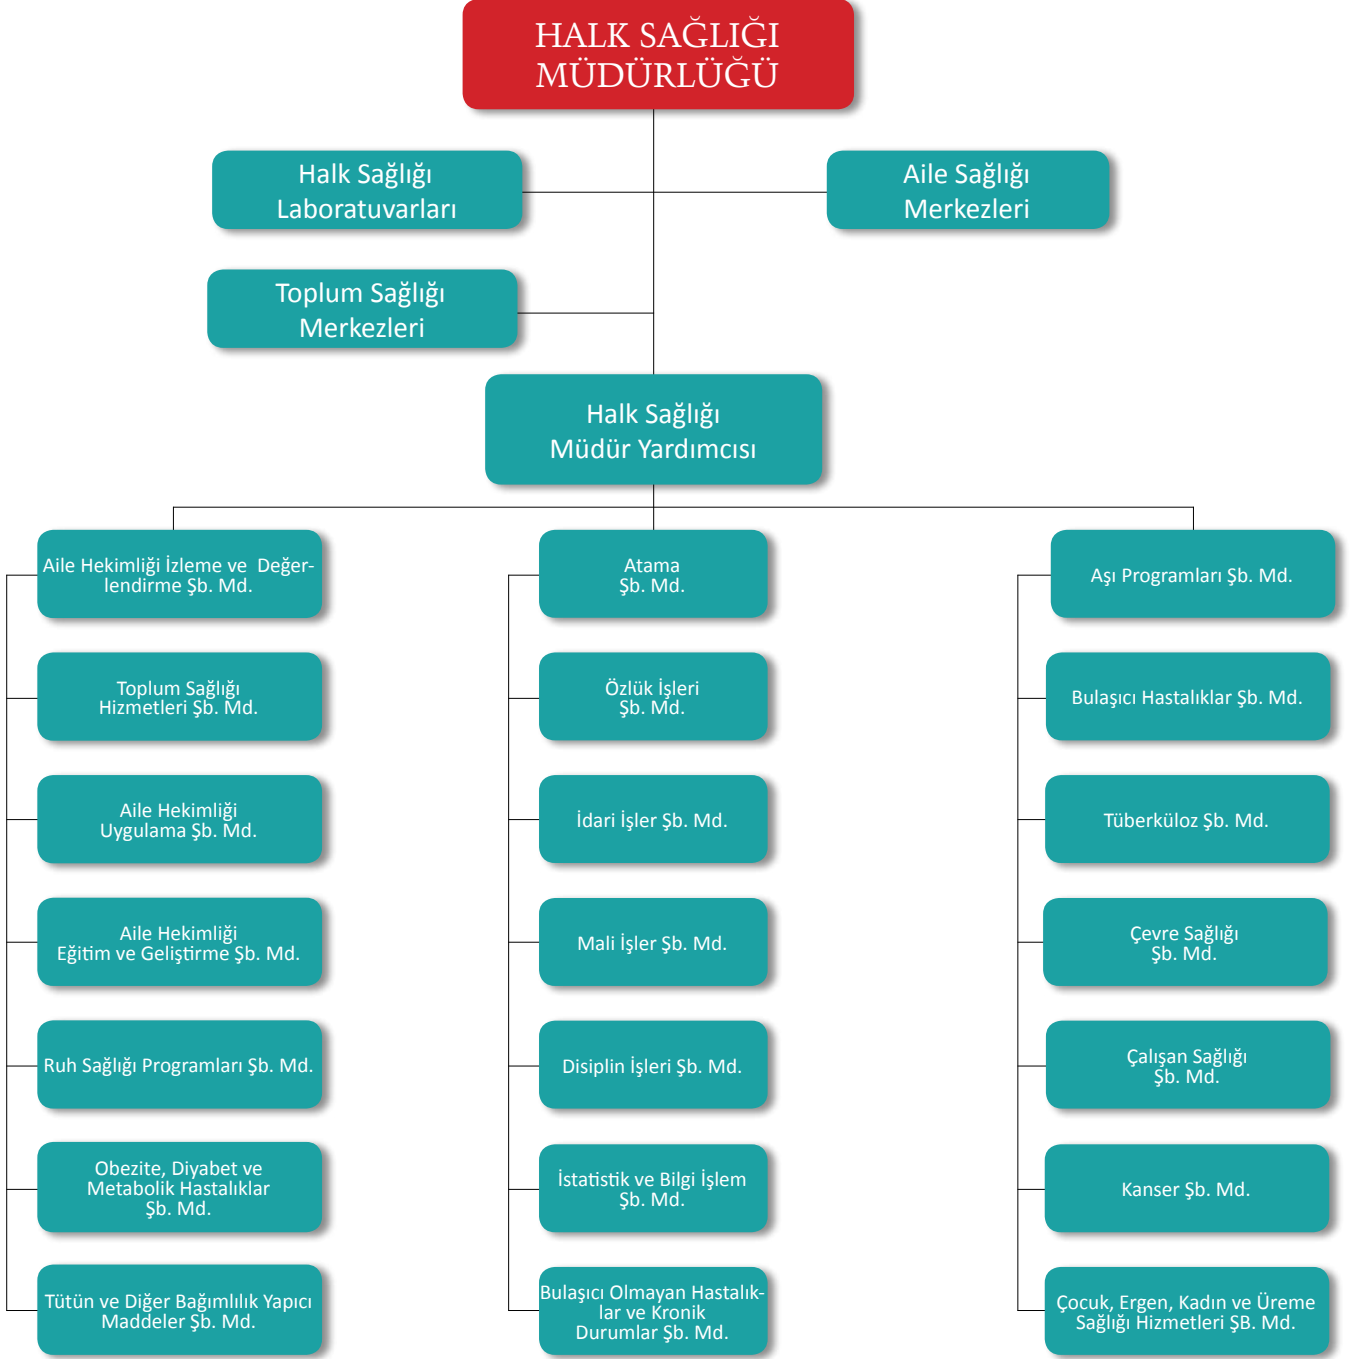 HALK SAĞLIĞI
MÜDÜRLÜĞÜ
Halk Sağlığı
Laboratuvarları
Aile Sağlığı
Merkezleri
Toplum Sağlığı
Merkezleri
Halk Sağlığı
Müdür Yardımcısı
Aile Hekimliği İzleme ve Değer-
lendirme Şb. Md.
Toplum Sağlığı
Hizmetleri Şb. Md.
Aile Hekimliği
Uygulama Şb. Md.
Aile Hekimliği
Eğitim ve Geliştirme Şb. Md.
Ruh Sağlığı Programları Şb. Md.
Obezite, Diyabet ve
Metabolik Hastalıklar
Şb. Md.
Tütün ve Diğer Bağımlılık Yapıcı
Maddeler Şb. Md.
Atama
Şb. Md.
Özlük İşleri
Şb. Md.
İdari İşler Şb. Md.
Mali İşler Şb. Md.
Disiplin İşleri Şb. Md.
İstatistik ve Bilgi İşlem
Şb. Md.
Bulaşıcı Olmayan Hastalık-
lar ve Kronik
Durumlar Şb. Md.
Aşı Programları Şb. Md.
Bulaşıcı Hastalıklar Şb. Md.
Tüberküloz Şb. Md.
Çevre Sağlığı
Şb. Md.
Çalışan Sağlığı
Şb. Md.
Kanser Şb. Md.
Çocuk, Ergen, Kadın ve Üreme
Sağlığı Hizmetleri ŞB. Md.